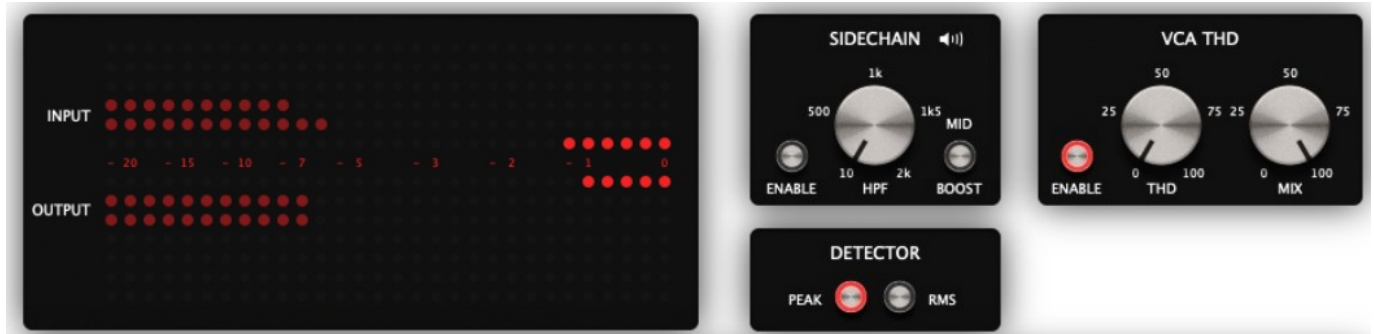 INPUT
- 20 - 15 - 10 - 7 - 5 - 3 - 2 - 1 0
OUTPUT
SIDECHAIN
1k
500 1k5
MID
10 2k
ENABLE HPF BOOST
VCA THD
50 50
25 75 25 75
0 100 0 100
ENABLE THD MIX
DETECTOR
PEAK RMS